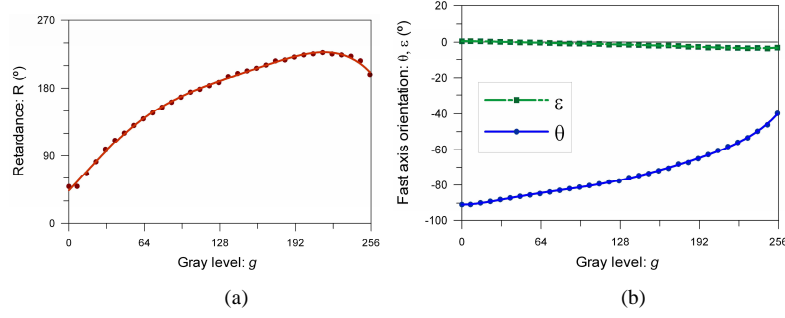 270
180
90
0
0
64
128
192
256
Retardance: R (º)
Gray level: g
(a)
20
0
-20
-40
-60
-80
-100
0
64
128
192
256
Fast axis orientation: θ, ε (º)
ε
θ
Gray level: g
(b)